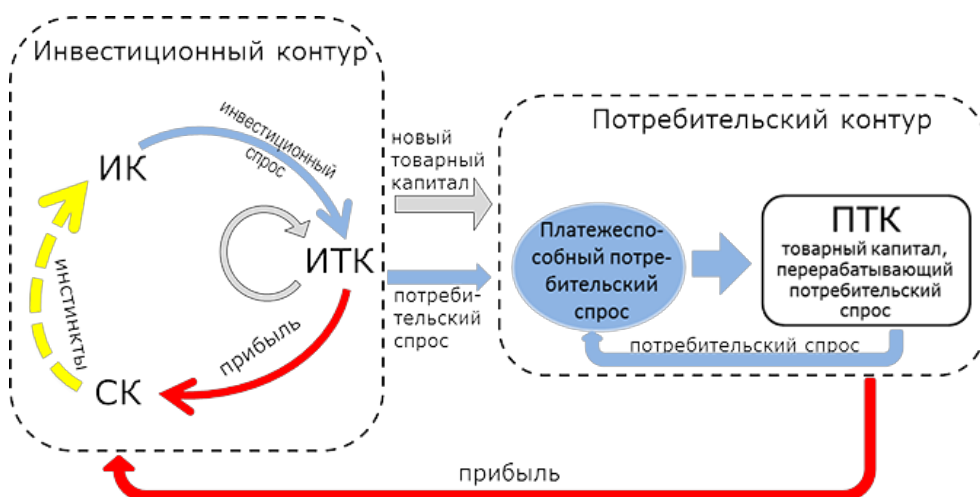 Инвестиционный контур
инвестиционный
спрос
ИК
ИТК
инстинкты
прибыль
СК
новый
товарный
капитал
потреби-
тельский
спрос
Потребительский контур
Платежеспо-
собный потре-
бительский
спрос
ПТК
товарный капитал,
перерабатывающий
потребительский
спрос
потребительский спрос
прибыль